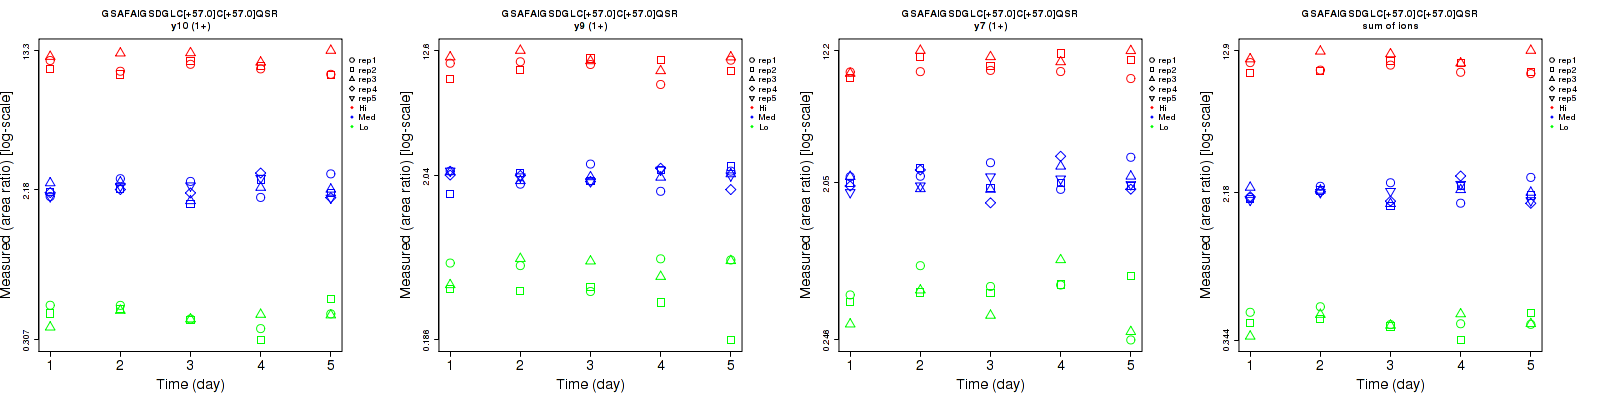 GSAFAIGSDGLC[+57.0]C[+57.0]QSR
y10 (1+)
Measured (area ratio) [log-scale]
13.3
2.18
0.307
1 2 3 4 5
Time (day)
rep1
rep2
rep3
rep4
rep5
Hi
Med
Lo
GSAFAIGSDGLC[+57.0]C[+57.0]QSR
y9 (1+)
Measured (area ratio) [log-scale]
12.6
2.04
0.186
1 2 3 4 5
Time (day)
rep1
rep2
rep3
rep4
rep5
Hi
Med
Lo
GSAFAIGSDGLC[+57.0]C[+57.0]QSR
y7 (1+)
Measured (area ratio) [log-scale]
12.2
2.05
0.246
1 2 3 4 5
Time (day)
rep1
rep2
rep3
rep4
rep5
Hi
Med
Lo
GSAFAIGSDGLC[+57.0]C[+57.0]QSR
sum of ions
Measured (area ratio) [log-scale]
12.9
2.18
0.344
1 2 3 4 5
Time (day)
rep1
rep2
rep3
rep4
rep5
Hi
Med
Lo